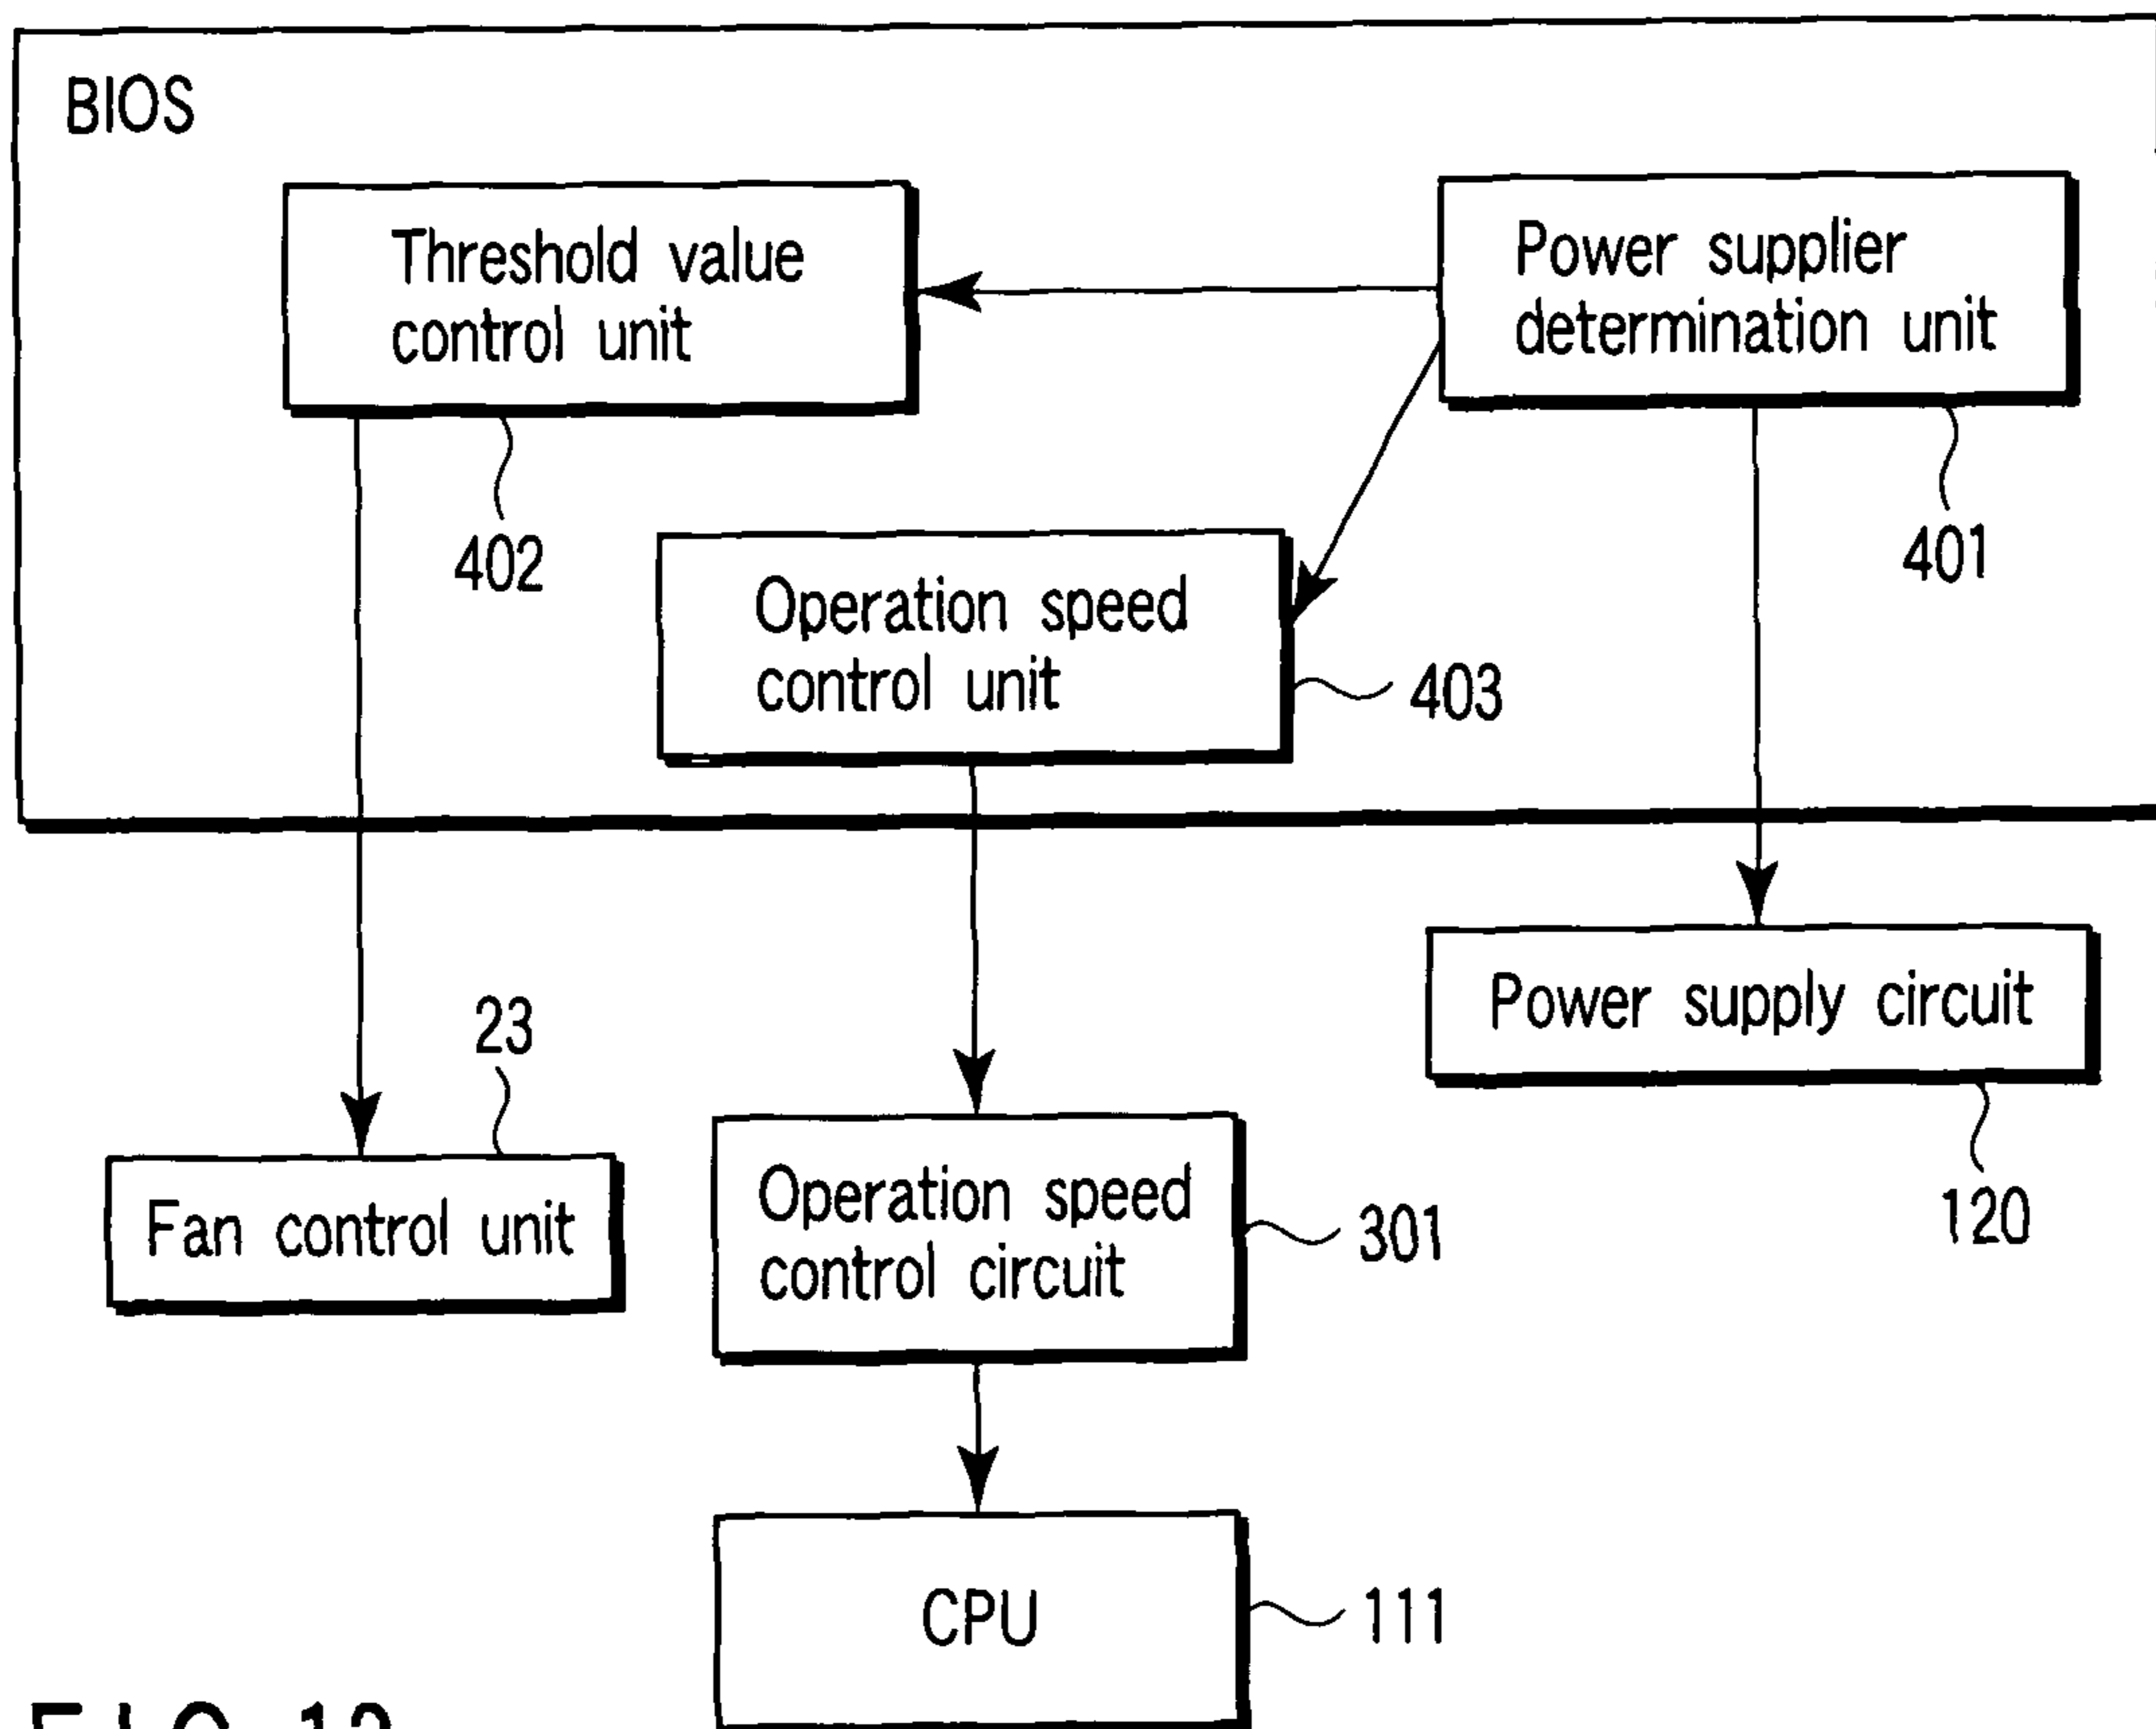 BIOS
Threshold value
control unit
Power supplier
determination unit
402
401
Operation speed
control unit
403
Power supply circuit
120
23
Fan control unit
Operation speed
control circuit
301
CPU
111